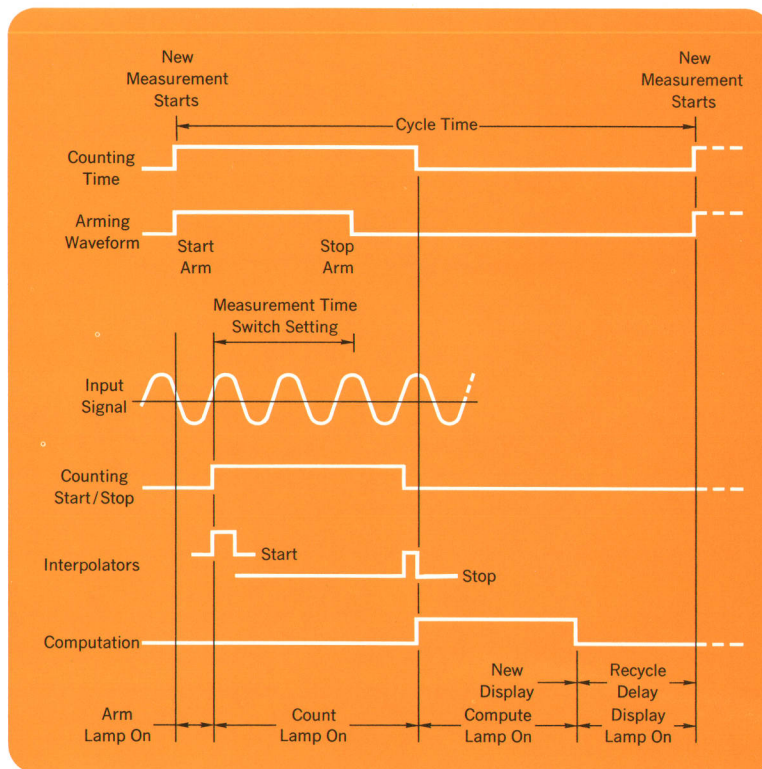 New
Measurement
Starts
New
Measurement
Starts
Cycle Time
Counting
Time
Arming
Waveform
Start
Arm
Stop
Arm
Measurement Time
Switch Setting
Input
Signal
Counting
Start/Stop
Interpolators
Start
Stop
Computation
New
Display
Recycle
Delay
Arm
Lamp On
Count
Lamp On
Compute
Lamp On
Display
Lamp On